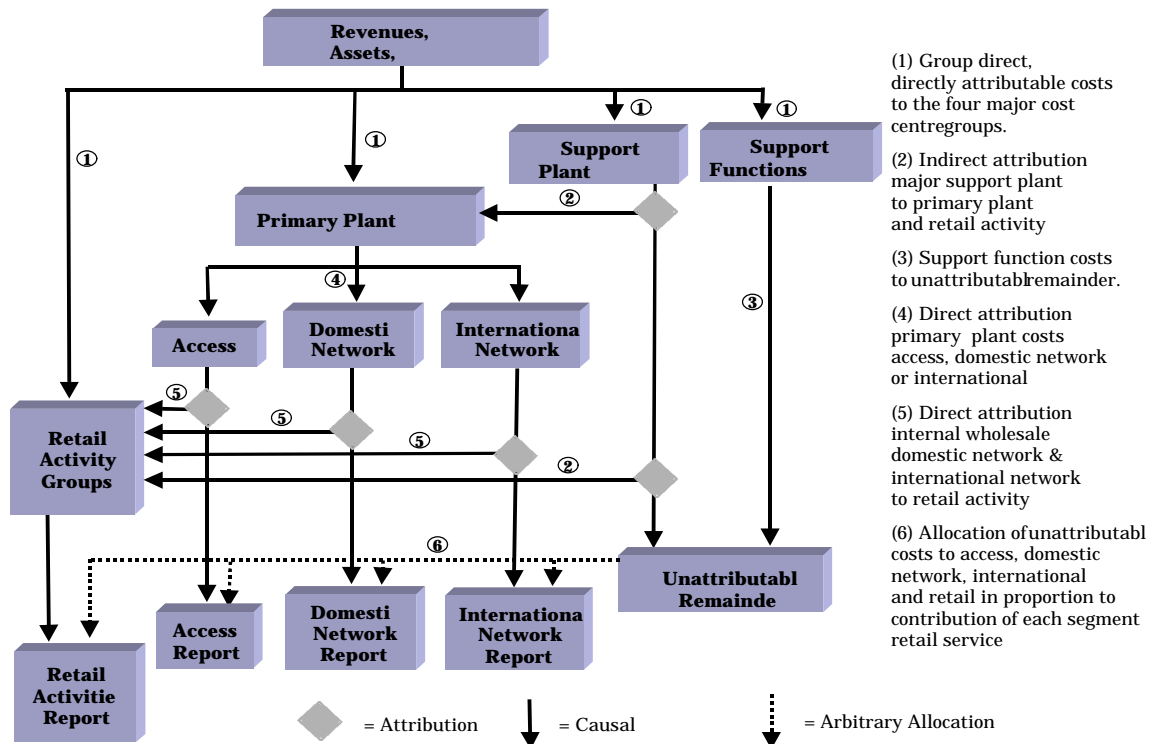 Revenues,
Assets,
①
①
①
①
Support
Plant
Support
Functions
②
Primary Plant
④
③
Access
Domesti
Network
Internationa
Network
⑤
⑤
⑤
②
Retail
Activity
Groups
⑥
Unattributabl
Remainde
Access
Report
Domesti
Network
Report
Internationa
Network
Report
Retail
Activitie
Report
= Attribution
= Causal
= Arbitrary Allocation
(1) Group direct,
directly attributable costs
to the four major cost
centregroups.
(2) Indirect attribution
major support plant
to primary plant
and retail activity
(3) Support function costs
to unattributablremainder.
(4) Direct attribution
primary plant costs
access, domestic network
or international
(5) Direct attribution
internal wholesale
domestic network &
international network
to retail activity
(6) Allocation of unattributabl
costs to access, domestic
network, international
and retail in proportion to
contribution of each segment
retail service